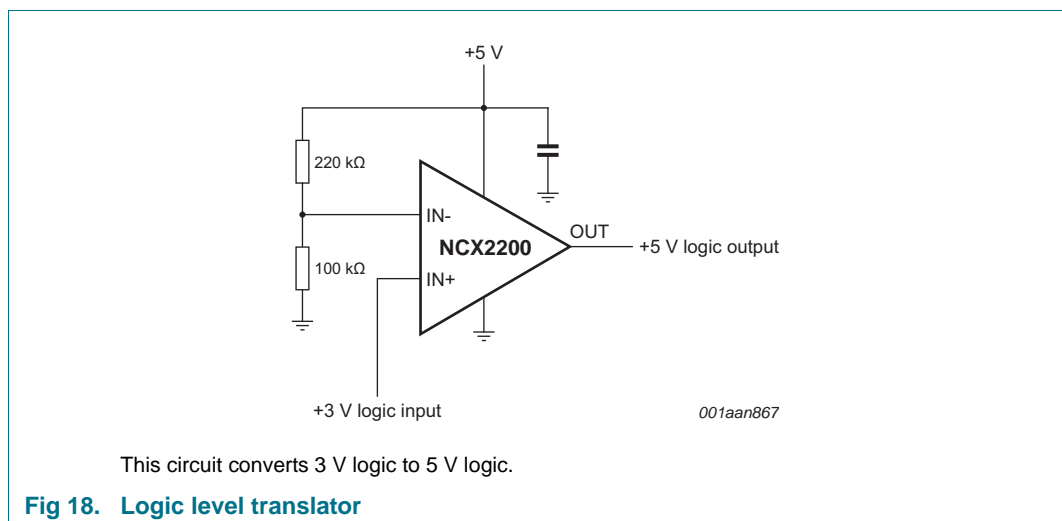 +5 V
220 kΩ
IN-
OUT
NCX2200
+5 V logic output
100 kΩ
IN+
+3 V logic input
001aan867
This circuit converts 3 V logic to 5 V logic.
Fig 18. Logic level translator